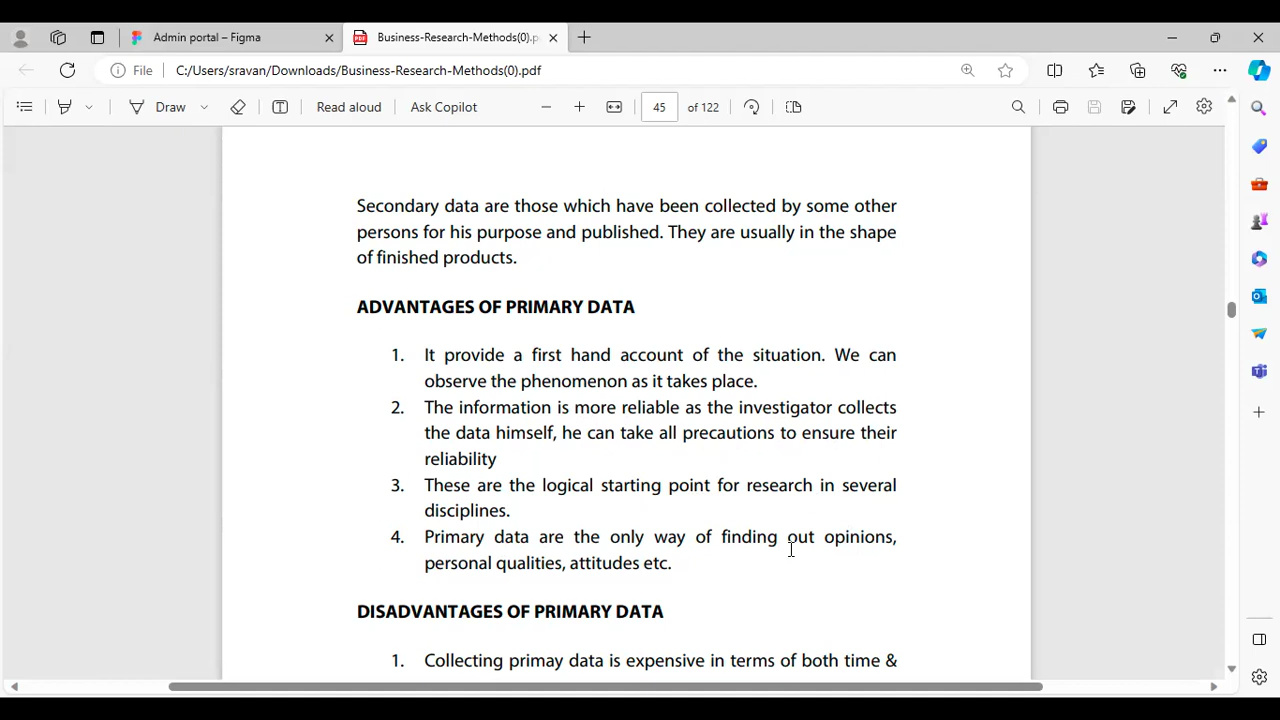 Admin portal – Figma
Business-Research-Methods(0).p
File
C:/Users/sravan/Downloads/Business-Research-Methods(0).pdf
Draw
Read aloud
Ask Copilot
45
of 122
Secondary data are those which have been collected by some other
persons for his purpose and published. They are usually in the shape
of finished products.
ADVANTAGES OF PRIMARY DATA
1. It provide a first hand account of the situation. We can
observe the phenomenon as it takes place.
2. The information is more reliable as the investigator collects
the data himself, he can take all precautions to ensure their
reliability
3. These are the logical starting point for research in several
disciplines.
4. Primary data are the only way of finding out opinions,
personal qualities, attitudes etc.
DISADVANTAGES OF PRIMARY DATA
1. Collecting primay data is expensive in terms of both time &